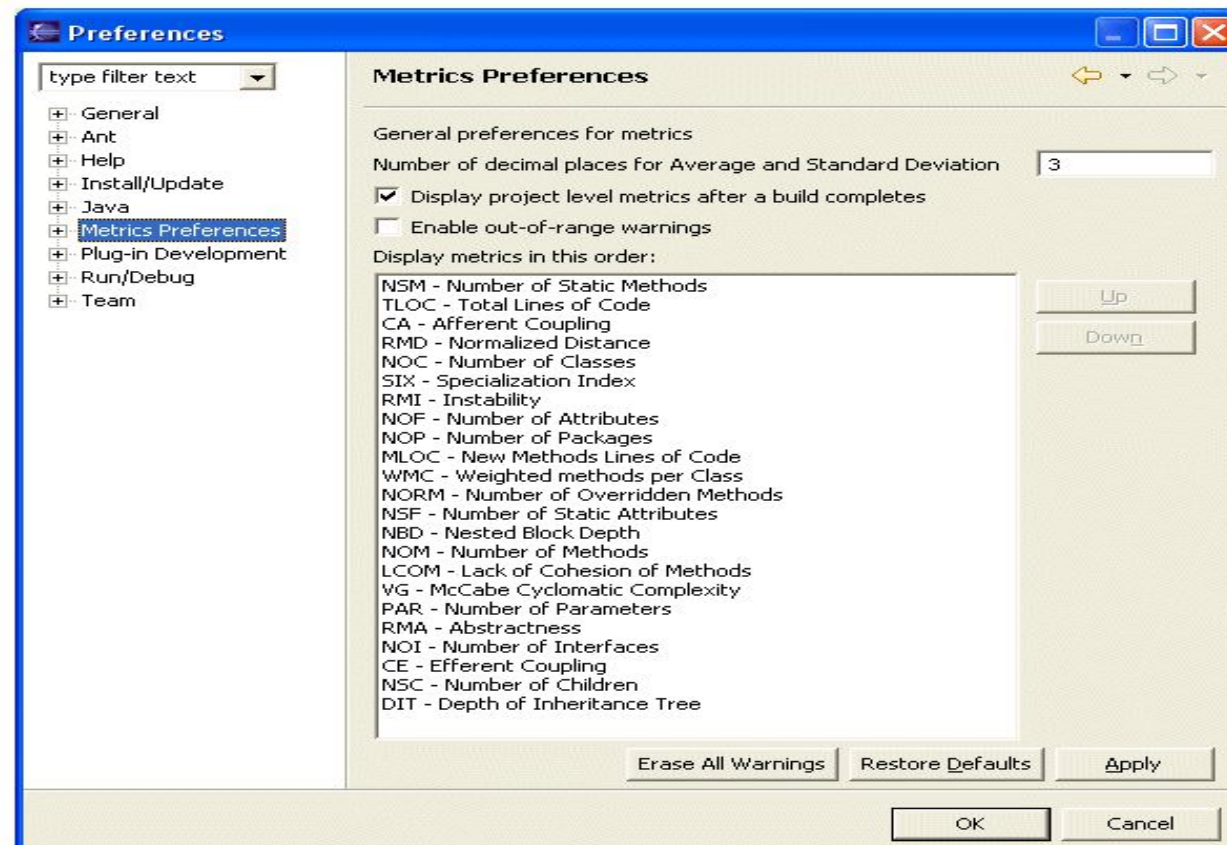 Preferences
type filter text
General
Ant
Help
Install/Update
Java
Metrics Preferences
Plug-in Development
Run/Debug
Team
Metrics Preferences
General preferences for metrics
Number of decimal places for Average and Standard Deviation 3
Display project level metrics after a build completes
Enable out-of-range warnings
Display metrics in this order:
NSM - Number of Static Methods
TLOC - Total Lines of Code
CA - Afferent Coupling
RMD - Normalized Distance
NOC - Number of Classes
SIX - Specialization Index
RMI - Instability
NOF - Number of Attributes
NOP - Number of Packages
MLOC - New Methods Lines of Code
WMC - Weighted methods per Class
NORM - Number of Overridden Methods
NSF - Number of Static Attributes
NBD - Nested Block Depth
NOM - Number of Methods
LCOM - Lack of Cohesion of Methods
VG - McCabe Cyclomatic Complexity
PAR - Number of Parameters
RMA - Abstractness
NOI - Number of Interfaces
CE - Efferent Coupling
NSC - Number of Children
DIT - Depth of Inheritance Tree
Up
Down
Erase All Warnings Restore Defaults Apply
OK Cancel